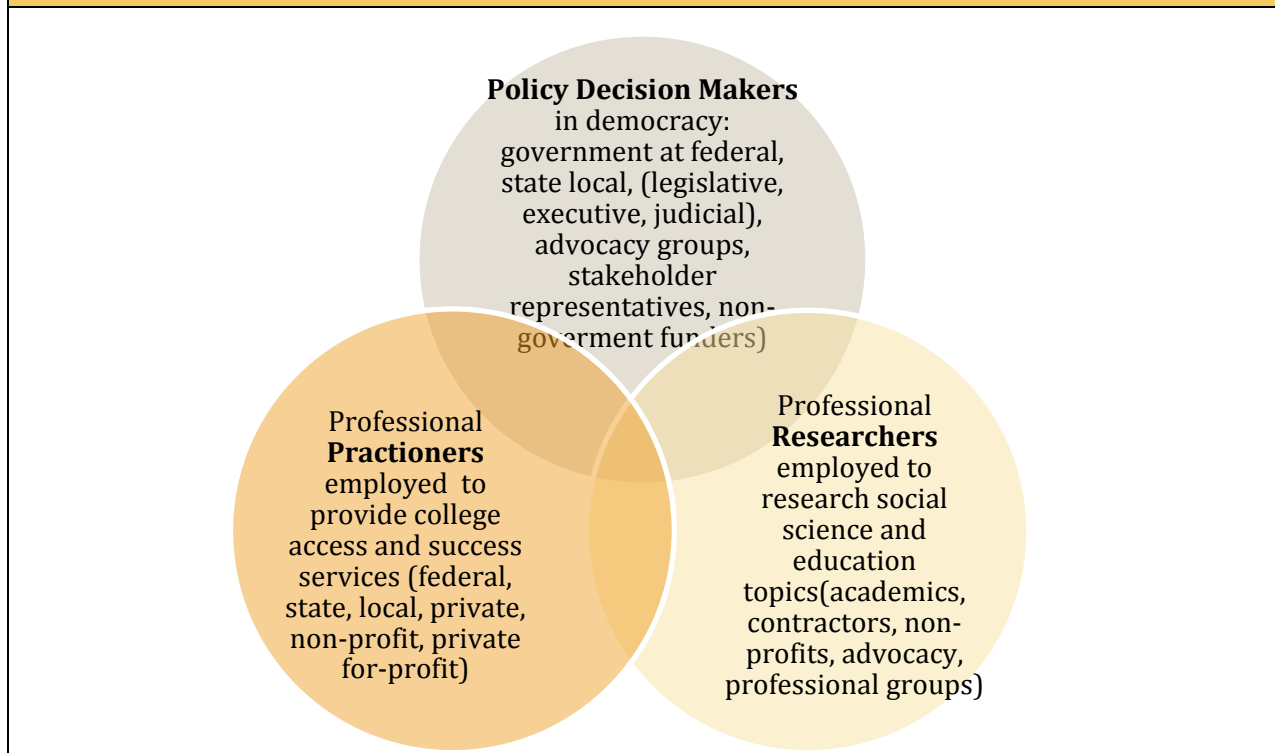 Policy Decision Makers
in democracy:
government at federal,
state local, (legislative,
executive, judicial),
advocacy groups,
stakeholder
representatives, non-
goverment funders)
Professional
Practioners
employed to
provide college
access and success
services (federal,
state, local, private,
non-profit, private
for-profit)
Professional
Researchers
employed to
research social
science and
education
topics(academics,
contractors, non-
profits, advocacy,
professional groups)